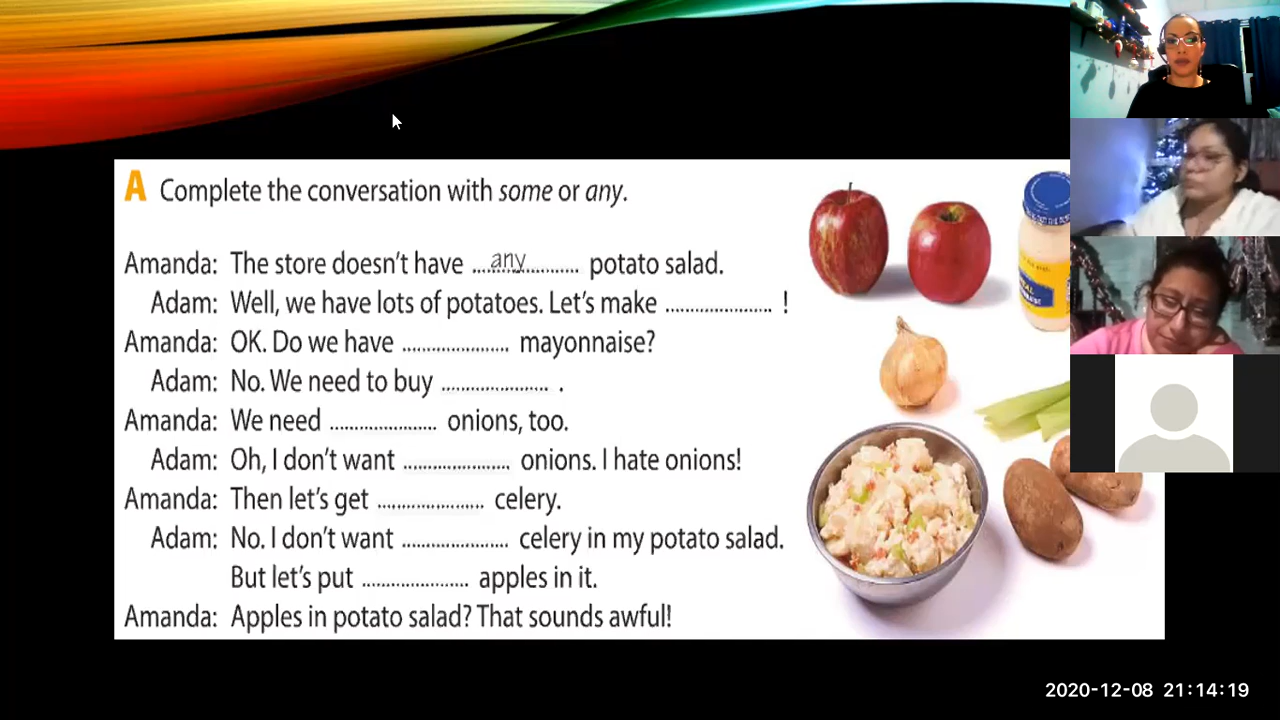 A Complete the conversation with some or any.
Amanda: The store doesn't have ....any.... potato salad.
Adam: Well, we have lots of potatoes. Let's make .................... !
Amanda: OK. Do we have .................... mayonnaise?
Adam: No. We need to buy .................... .
Amanda: We need .................... onions, too.
Adam: Oh, I don't want .................... onions. I hate onions!
Amanda: Then let's get .................... celery.
Adam: No. I don't want .................... celery in my potato salad.
But let's put .................... apples in it.
Amanda: Apples in potato salad? That sounds awful!
2020-12-08 21:14:19